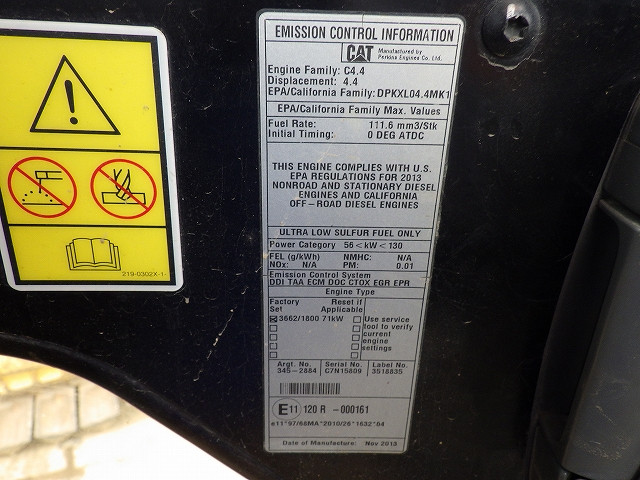 219-0302X-1
EMISSION CONTROL INFORMATION
CAT Manufactured by
Perkins Engines Co. Ltd.
Engine Family: C4.4
Displacement: 4.4
EPA/California Family: DPKXL04.4MK1
EPA/California Family Max. Values
Fuel Rate: 111.6 mm3/Stk
Initial Timing: 0 DEG ATDC
THIS ENGINE COMPLIES WITH U.S.
EPA REGULATIONS FOR 2013
NONROAD AND STATIONARY DIESEL
ENGINES AND CALIFORNIA
OFF-ROAD DIESEL ENGINES
ULTRA LOW SULFUR FUEL ONLY
Power Category 56<kW<130
FEL (g/kWh) NMHC: N/A
NOx: N/A PM: 0.01
Emission Control System
DDI TAA ECM DOC CTOX EGR EPR
Engine Type
Factory Set Reset if Applicable
3662/1800 71kW Use service
tool to verify
current
engine
settings
Argt. No. Serial No. Label No.
345-2884 C7N15809 3518835
E11 120 R -000161
e11*97/68MA*2010/26*1632*04
Date of Manufacture: Nov 2013